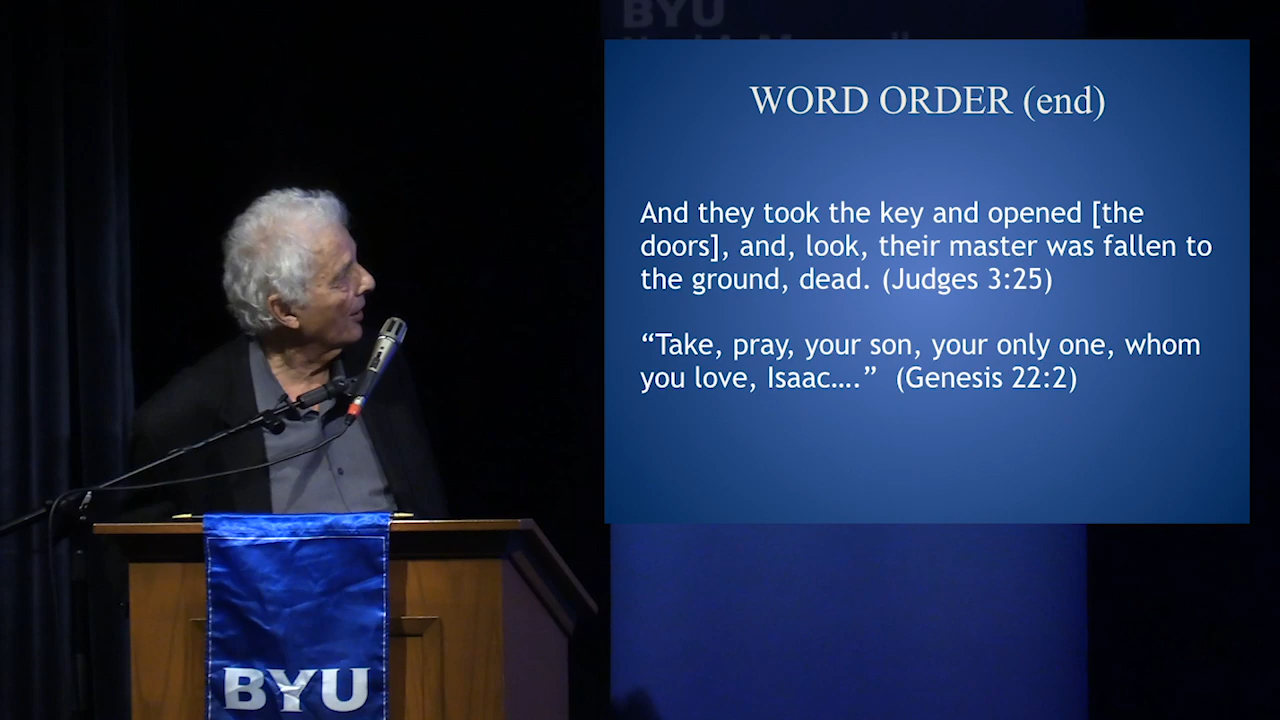 BYU
WORD ORDER (end)
And they took the key and opened [the
doors], and, look, their master was fallen to
the ground, dead. (Judges 3:25)
“Take, pray, your son, your only one, whom
you love, Isaac….” (Genesis 22:2)
BYU